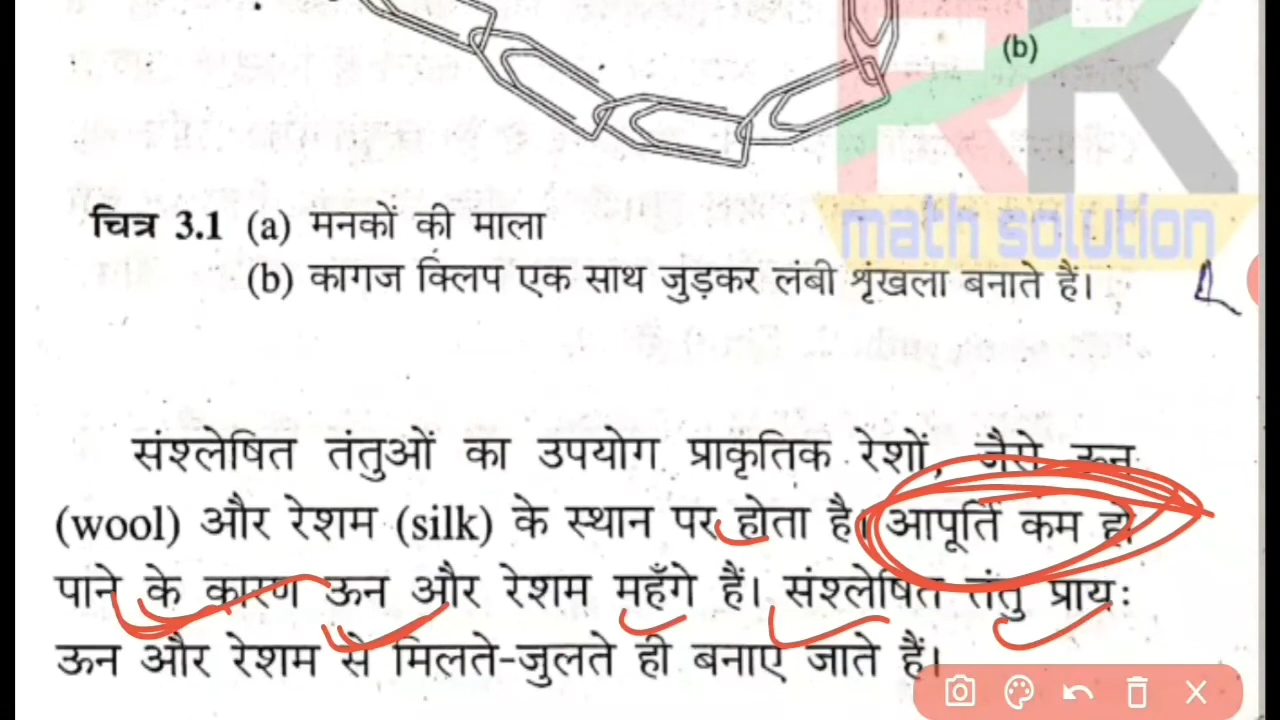 (b)
RK
math solution
चित्र 3.1 (a) मनकों की माला
(b) कागज क्लिप एक साथ जुड़कर लंबी शृंखला बनाते हैं।
संश्लेषित तंतुओं का उपयोग प्राकृतिक रेशों, जैसे ऊन
(wool) और रेशम (silk) के स्थान पर होता है। आपूर्ति कम हो
पाने के कारण ऊन और रेशम महँगे हैं। संश्लेषित तंतु प्रायः
ऊन और रेशम से मिलते-जुलते ही बनाए जाते हैं।